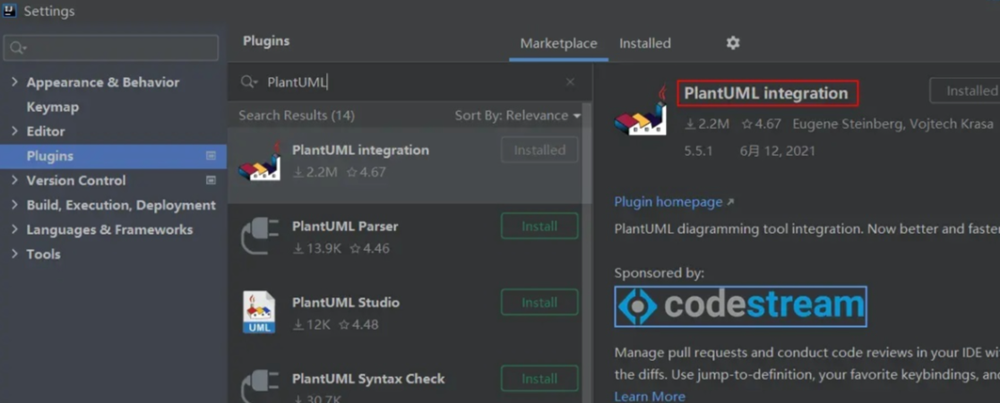 Settings
Appearance & Behavior
Keymap
Editor
Plugins
Version Control
Build, Execution, Deployment
Languages & Frameworks
Tools
Plugins
Marketplace
Installed
PlantUML
Search Results (14)
Sort By: Relevance
PlantUML integration
Installed
2.2M 4.67
PlantUML Parser
Install
13.9K 4.46
PlantUML Studio
Install
UML
12K 4.48
PlantUML Syntax Check
Install
30.7K
PlantUML integration
Installed
2.2M 4.67 Eugene Steinberg, Vojtech Krasa
5.5.1 6月 12, 2021
Plugin homepage
PlantUML diagramming tool integration. Now better and faster
Sponsored by:
codestream
Manage pull requests and conduct code reviews in your IDE wi
the diffs. Use jump-to-definition, your favorite keybindings, an
Learn More